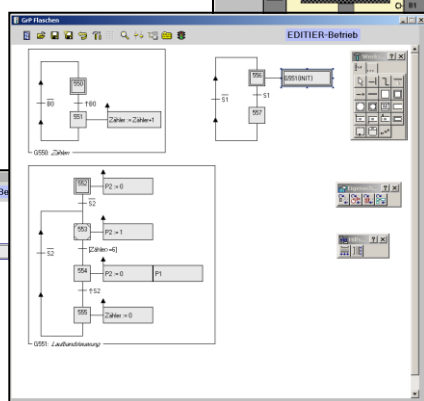 B1
GrP Flaschen
EDITIER-Betrieb
550
B0
↑B0
551
Zähler := Zähler+1
G550: Zähler
556
G551{INIT}
S1
S1
557
552
P2 := 0
S2
553
P2 := 1
S2
[Zähler=6]
554
P2 := 0
P1
↑S2
555
Zähler := 0
G551: Laufbandsteuerung
Be